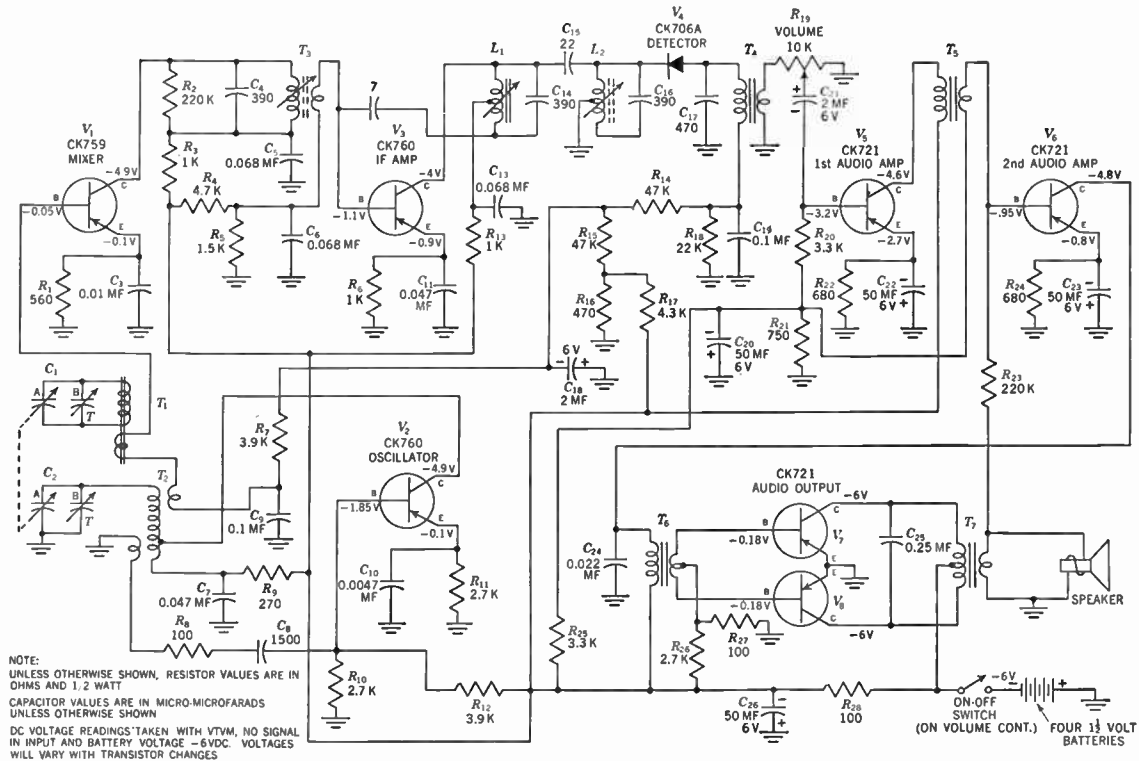 V4
CK706A
DETECTOR
R19
VOLUME
10 K
C15
22
T3
L1
L2
T4
T5
R2
220 K
C4
390
7
C14
390
C16
390
C17
470
C21
2 MF
6V
+
−
V1
CK759
MIXER
V3
CK760
IF AMP
V5
CK721
1st AUDIO AMP
V6
CK721
2nd AUDIO AMP
R3
1 K
C5
0.068 MF
R4
4.7 K
−4.9V
C
B
−0.05V
E
−0.1V
−4V
C
B
−1.1V
E
−0.9V
C13
0.068 MF
R14
47 K
−4.6V
C
B
−3.2V
E
−2.7V
−4.8V
C
B
−.95V
E
−0.8V
R5
1.5 K
C6
0.068 MF
R13
1 K
R15
47 K
R18
22 K
C19
0.1 MF
R20
3.3 K
R1
560
C3
0.01 MF
R6
1K
C11
0.047
MF
R16
470
R17
4.3 K
R22
680
C22
50 MF
6V
−
+
R24
680
C23
50 MF
6V
−
+
R21
750
C20
50 MF
6V
−
+
6 V
−
+
C18
2 MF
C1
A
B
T
T1
R7
3.9 K
V2
CK760
OSCILLATOR
−4.9V
C
B
−1.85V
E
−0.1V
R23
220 K
C2
A
B
T
T2
C9
0.1 MF
CK721
AUDIO OUTPUT
−6V
C
B
−0.18V
V7
E
E
B
−0.18V
V8
C
−6V
T6
C24
0.022
MF
C25
0.25 MF
T7
SPEAKER
C10
0.0047
MF
R11
2.7 K
C7
0.047 MF
R9
270
R8
100
C8
1500
R25
3.3 K
R27
100
R26
2.7 K
R10
2.7 K
R12
3.9 K
C26
50 MF
6V
−
+
R28
100
−6V
−
+
ON-OFF
SWITCH
(ON VOLUME CONT.)
FOUR 1½ VOLT
BATTERIES
NOTE:
UNLESS OTHERWISE SHOWN, RESISTOR VALUES ARE IN
OHMS AND 1/2 WATT
CAPACITOR VALUES ARE IN MICRO-MICROFARADS
UNLESS OTHERWISE SHOWN
DC VOLTAGE READINGS TAKEN WITH VTVM, NO SIGNAL
IN INPUT AND BATTERY VOLTAGE −6VDC. VOLTAGES
WILL VARY WITH TRANSISTOR CHANGES